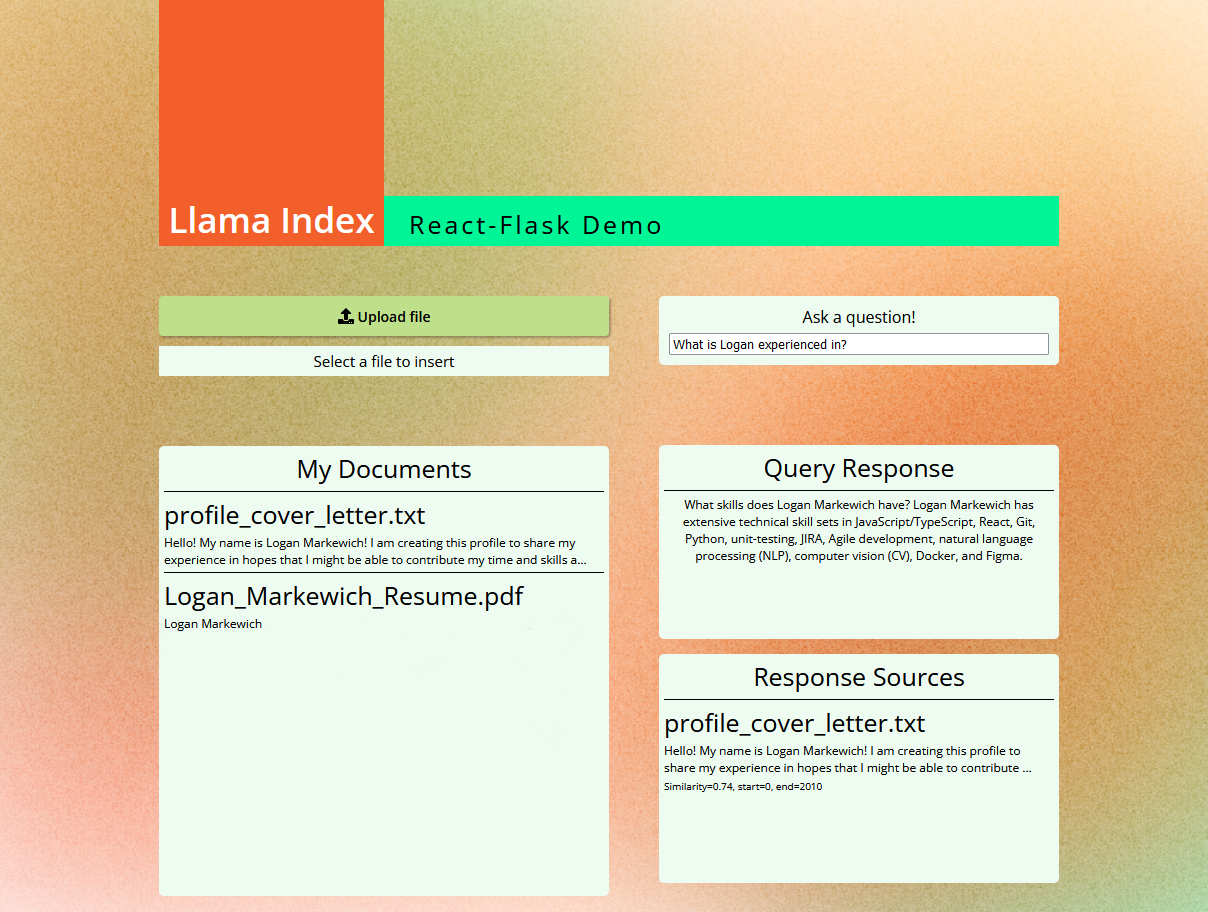 Llama Index
React-Flask Demo
Upload file
Select a file to insert
Ask a question!
What is Logan experienced in?
My Documents
profile_cover_letter.txt
Hello! My name is Logan Markewich! I am creating this profile to share my
experience in hopes that I might be able to contribute my time and skills a...
Logan_Markewich_Resume.pdf
Logan Markewich
Query Response
What skills does Logan Markewich have? Logan Markewich has
extensive technical skill sets in JavaScript/TypeScript, React, Git,
Python, unit-testing, JIRA, Agile development, natural language
processing (NLP), computer vision (CV), Docker, and Figma.
Response Sources
profile_cover_letter.txt
Hello! My name is Logan Markewich! I am creating this profile to
share my experience in hopes that I might be able to contribute ...
Similarity=0.74, start=0, end=2010